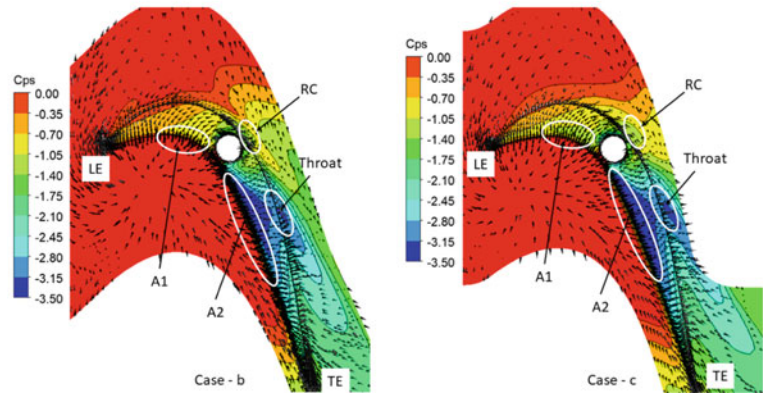 Cps
0.00
-0.35
-0.70
-1.05
-1.40
-1.75
-2.10
-2.45
-2.80
-3.15
-3.50
LE
RC
Throat
A1
A2
Case - b
TE
Cps
0.00
-0.35
-0.70
-1.05
-1.40
-1.75
-2.10
-2.45
-2.80
-3.15
-3.50
LE
RC
Throat
A1
A2
Case - c
TE